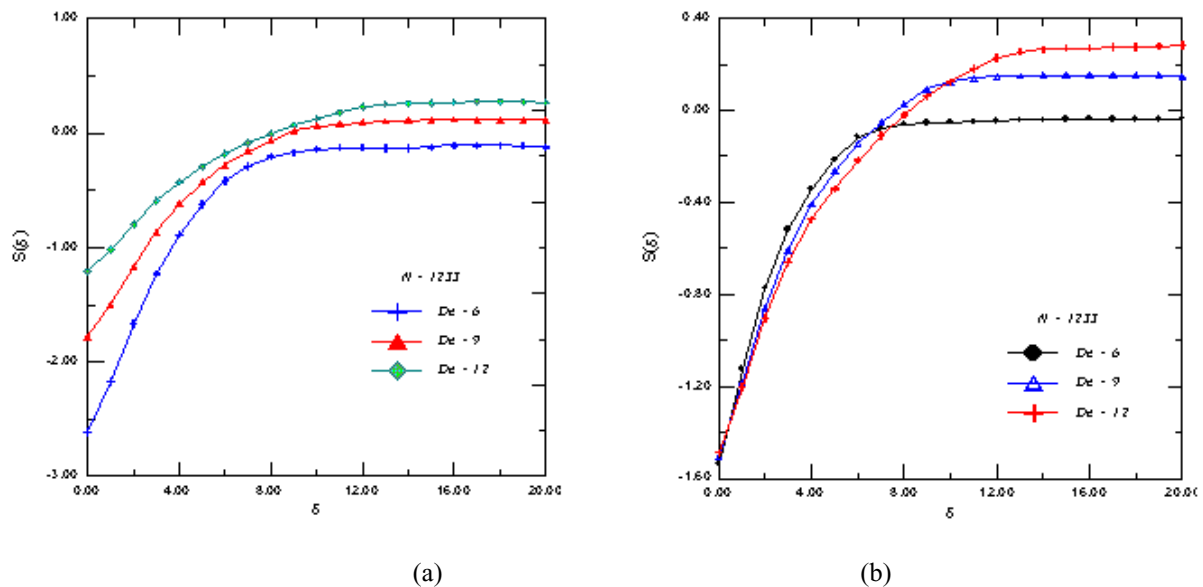 1.00
0.00
-1.00
-2.00
-3.00
S(δ)
0.00 4.00 8.00 12.00 16.00 20.00
δ
N - 1233
De - 6
De - 9
De - 12
(a)
0.40
0.00
-0.40
-0.80
-1.20
-1.60
S(δ)
0.00 4.00 8.00 12.00 16.00 20.00
δ
N - 1233
De - 6
De - 9
De - 12
(b)